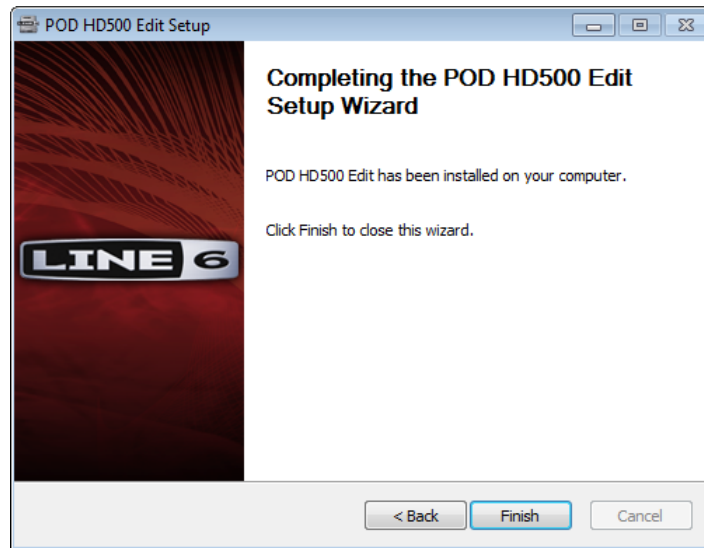 POD HD500 Edit Setup
Completing the POD HD500 Edit
Setup Wizard
POD HD500 Edit has been installed on your computer.
Click Finish to close this wizard.
LINE 6
< Back
Finish
Cancel